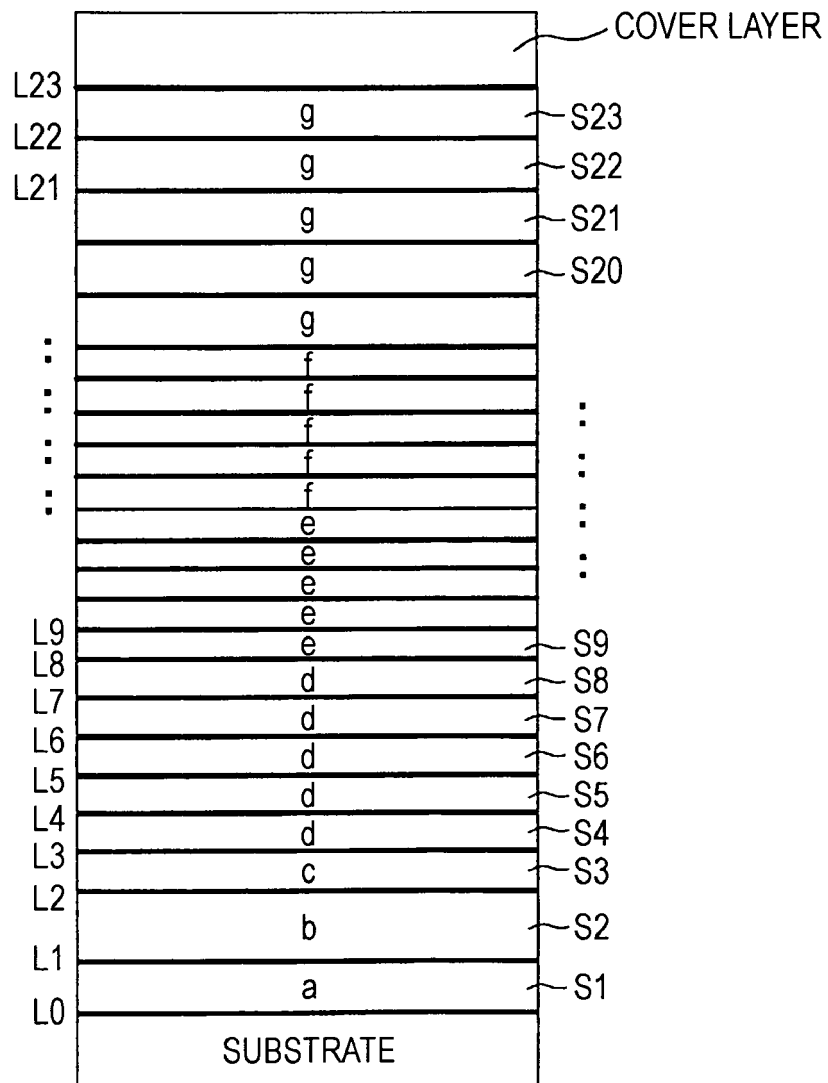 COVER LAYER
L23
g S23
L22
g S22
L21
g S21
g S20
g
f
f
f
f
f
e
e
e
e
L9
e S9
L8
d S8
L7
d S7
L6
d S6
L5
d S5
L4
d S4
L3
c S3
L2
b S2
L1
a S1
L0
SUBSTRATE